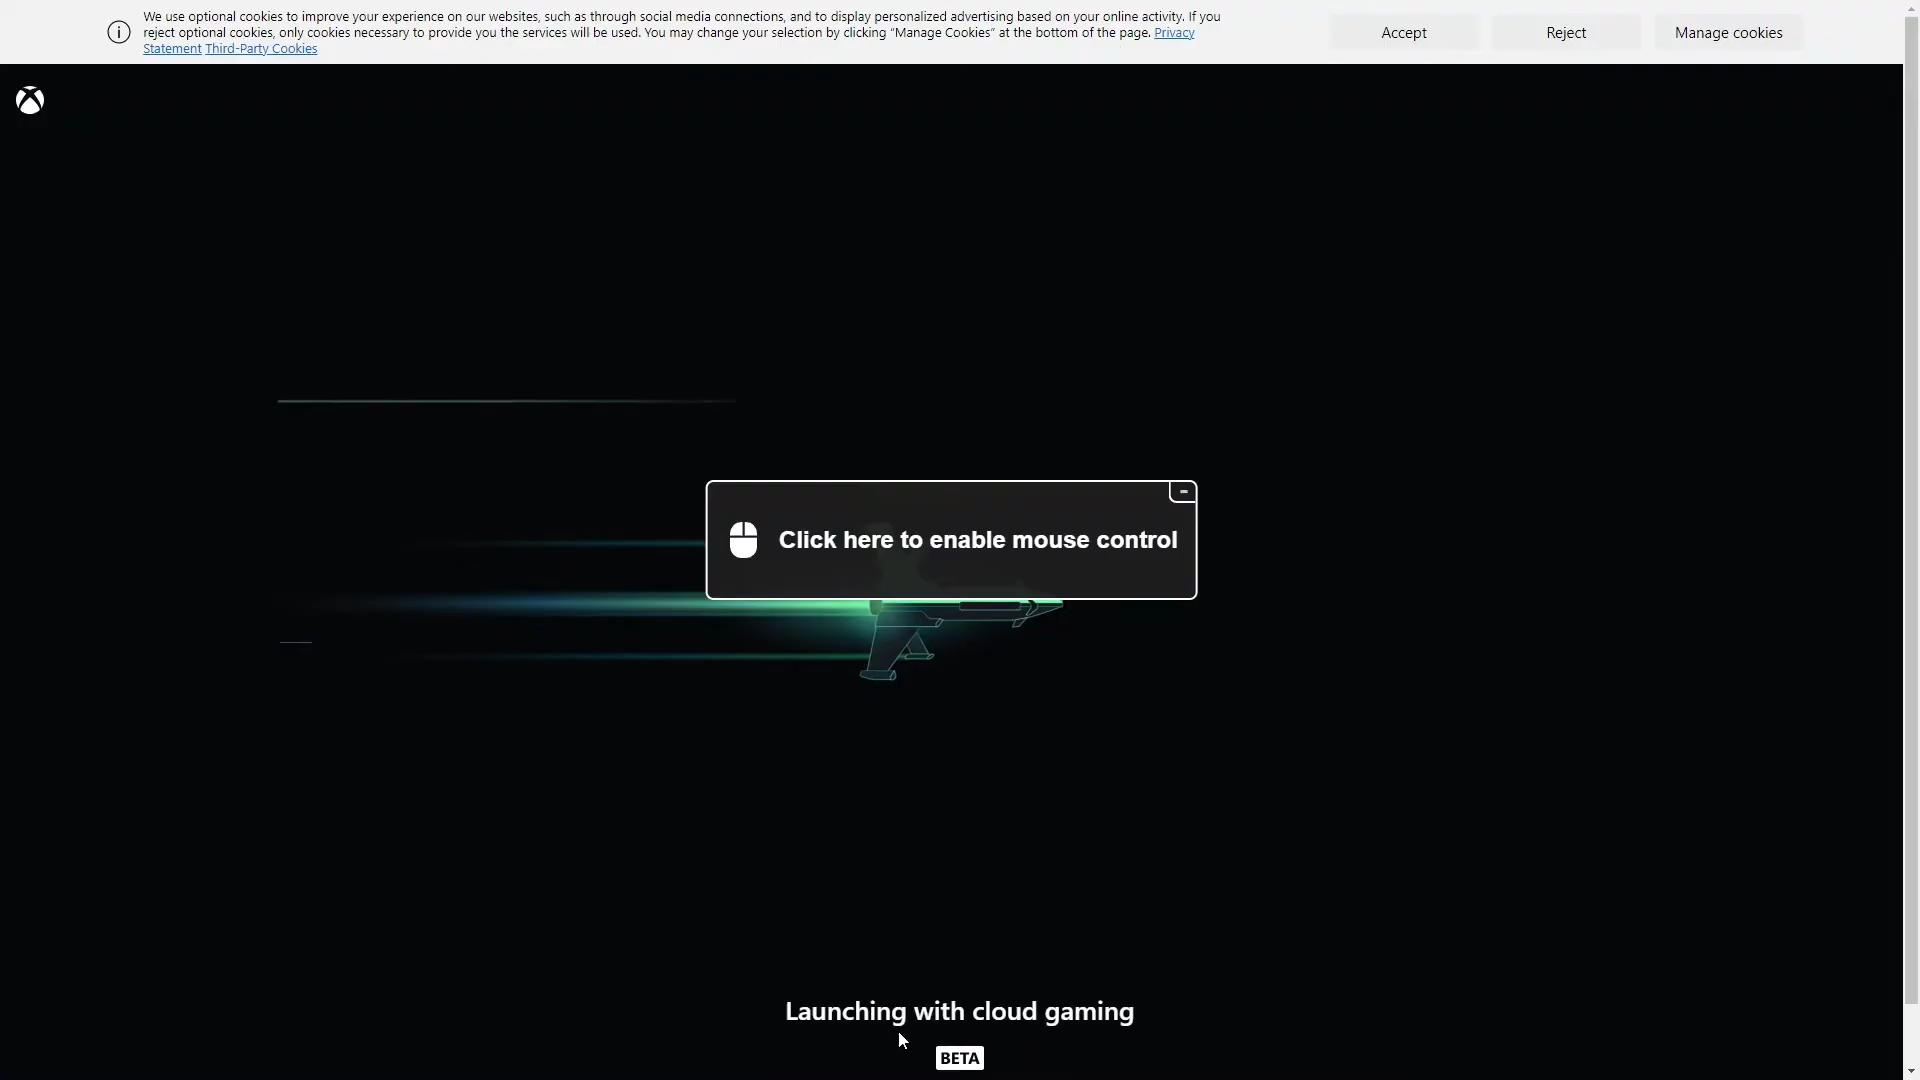 We use optional cookies to improve your experience on our websites, such as through social media connections, and to display personalized advertising based on your online activity. If you
reject optional cookies, only cookies necessary to provide you the services will be used. You may change your selection by clicking “Manage Cookies” at the bottom of the page. Privacy
Statement Third-Party Cookies
Accept
Reject
Manage cookies
Click here to enable mouse control
Launching with cloud gaming
BETA